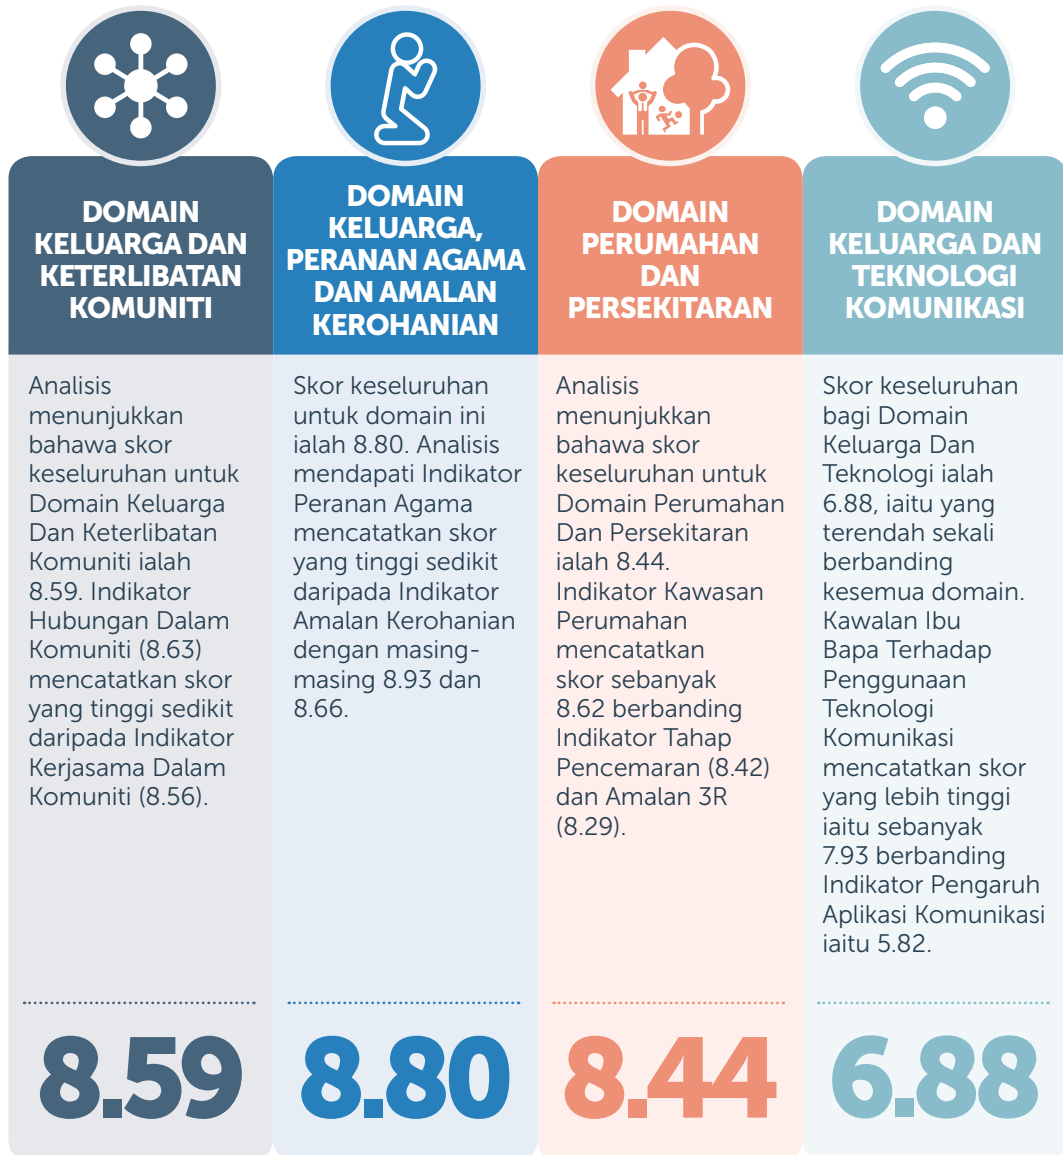 DOMAIN
KELUARGA DAN
KETERLIBATAN
KOMUNITI
Analisis
menunjukkan
bahawa skor
keseluruhan untuk
Domain Keluarga
Dan Keterlibatan
Komuniti ialah
8.59. Indikator
Hubungan Dalam
Komuniti (8.63)
mencatatkan skor
yang tinggi sedikit
daripada Indikator
Kerjasama Dalam
Komuniti (8.56).
8.59
DOMAIN
KELUARGA,
PERANAN AGAMA
DAN AMALAN
KEROHANIAN
Skor keseluruhan
untuk domain ini
ialah 8.80. Analisis
mendapati Indikator
Peranan Agama
mencatatkan skor
yang tinggi sedikit
daripada Indikator
Amalan Kerohanian
dengan masing-
masing 8.93 dan
8.66.
8.80
DOMAIN
PERUMAHAN
DAN
PERSEKITARAN
Analisis
menunjukkan
bahawa skor
keseluruhan untuk
Domain Perumahan
Dan Persekitaran
ialah 8.44.
Indikator Kawasan
Perumahan
mencatatkan
skor sebanyak
8.62 berbanding
Indikator Tahap
Pencemaran (8.42)
dan Amalan 3R
(8.29).
8.44
DOMAIN
KELUARGA DAN
TEKNOLOGI
KOMUNIKASI
Skor keseluruhan
bagi Domain
Keluarga Dan
Teknologi ialah
6.88, iaitu yang
terendah sekali
berbanding
kesemua domain.
Kawalan Ibu
Bapa Terhadap
Penggunaan
Teknologi
Komunikasi
mencatatkan skor
yang lebih tinggi
iaitu sebanyak
7.93 berbanding
Indikator Pengaruh
Aplikasi Komunikasi
iaitu 5.82.
6.88